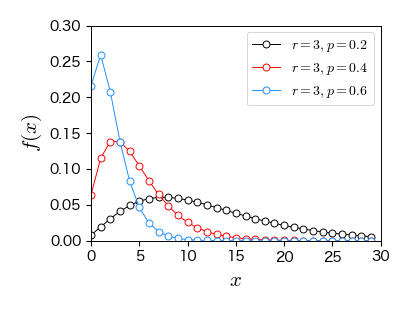 0.30
0.25
0.20
0.15
0.10
0.05
0.00
f(x)
r = 3, p = 0.2
r = 3, p = 0.4
r = 3, p = 0.6
0 5 10 15 20 25 30
x